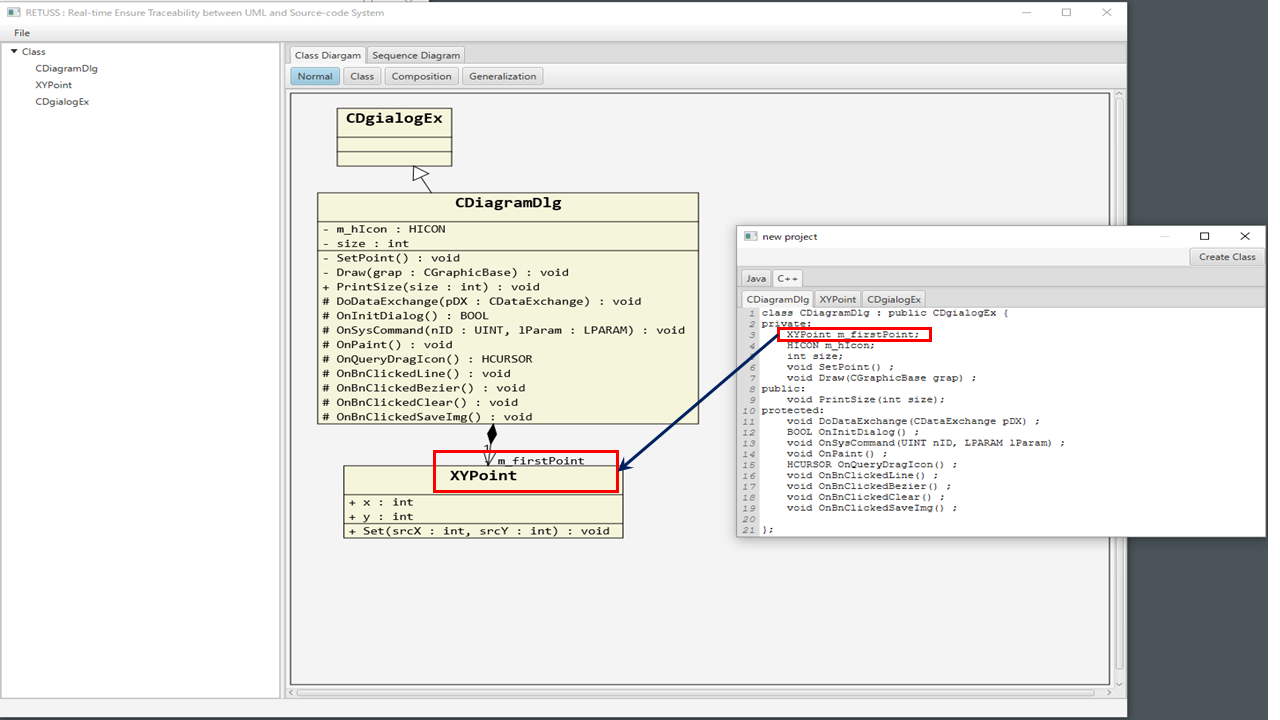 RETUSS : Real-time Ensure Traceability between UML and Source-code System
File
Class
CDiagramDlg
XYPoint
CDgialogEx
Class Diargam
Sequence Diagram
Normal
Class
Composition
Generalization
CDgialogEx
CDiagramDlg
- m_hIcon : HICON
- size : int
- SetPoint() : void
- Draw(grap : CGraphicBase) : void
+ PrintSize(size : int) : void
# DoDataExchange(pDX : CDataExchange) : void
# OnInitDialog() : BOOL
# OnSysCommand(nID : UINT, lParam : LPARAM) : void
# OnPaint() : void
# OnQueryDragIcon() : HCURSOR
# OnBnClickedLine() : void
# OnBnClickedBezier() : void
# OnBnClickedClear() : void
# OnBnClickedSaveImg() : void
1
- m_firstPoint
XYPoint
+ x : int
+ y : int
+ Set(srcX : int, srcY : int) : void
new project
Create Class
Java
C++
CDiagramDlg
XYPoint
CDgialogEx
1 class CDiagramDlg : public CDgialogEx {
2 private:
3 XYPoint m_firstPoint;
4 HICON m_hIcon;
5 int size;
6 void SetPoint() ;
7 void Draw(CGraphicBase grap) ;
8 public:
9 void PrintSize(int size);
10 protected:
11 void DoDataExchange(CDataExchange pDX) ;
12 BOOL OnInitDialog() ;
13 void OnSysCommand(UINT nID, LPARAM lParam) ;
14 void OnPaint() ;
15 HCURSOR OnQueryDragIcon() ;
16 void OnBnClickedLine() ;
17 void OnBnClickedBezier() ;
18 void OnBnClickedClear() ;
19 void OnBnClickedSaveImg() ;
20
21 };